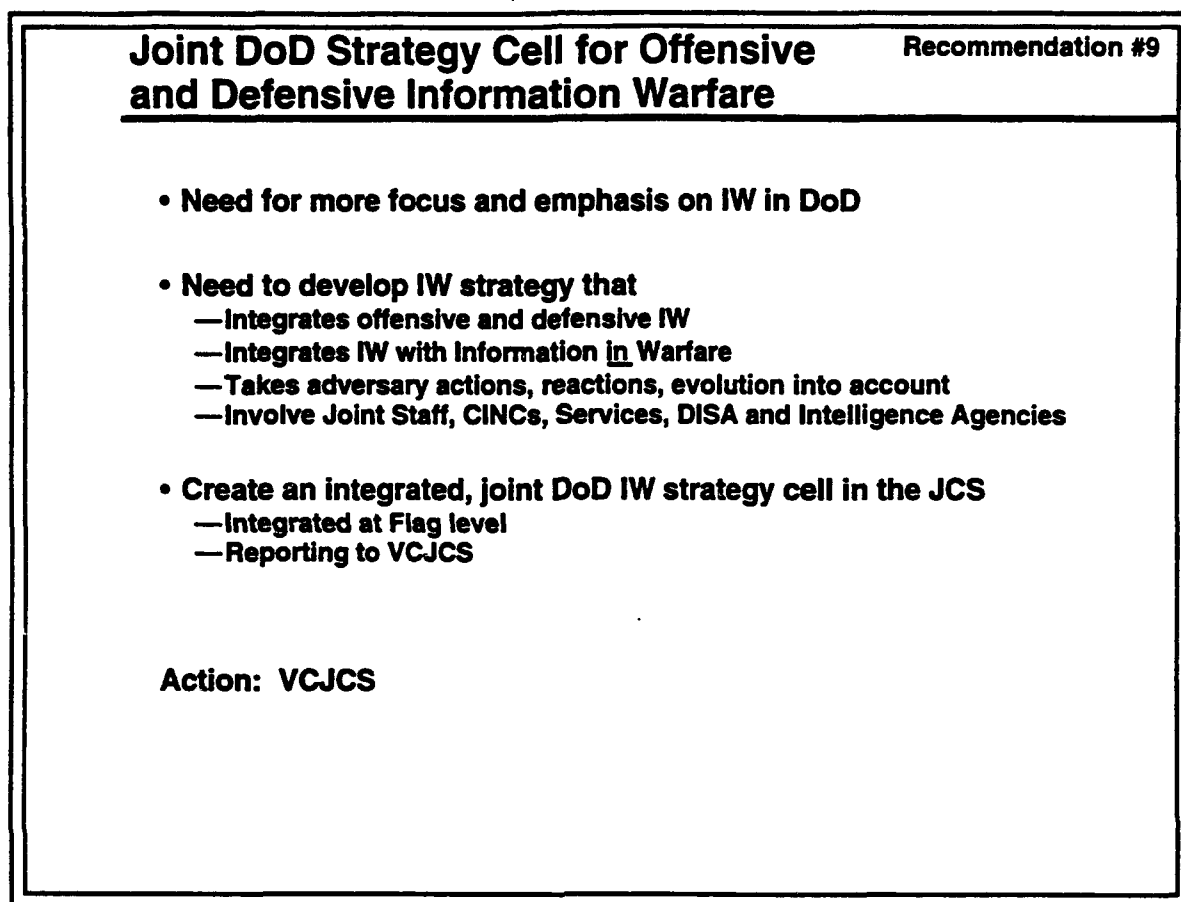 Joint DoD Strategy Cell for Offensive Recommendation #9
and Defensive Information Warfare
• Need for more focus and emphasis on IW in DoD
• Need to develop IW strategy that
—Integrates offensive and defensive IW
—Integrates IW with Information in Warfare
—Takes adversary actions, reactions, evolution into account
—Involve Joint Staff, CINCs, Services, DISA and Intelligence Agencies
• Create an integrated, joint DoD IW strategy cell in the JCS
—Integrated at Flag level
—Reporting to VCJCS
Action: VCJCS